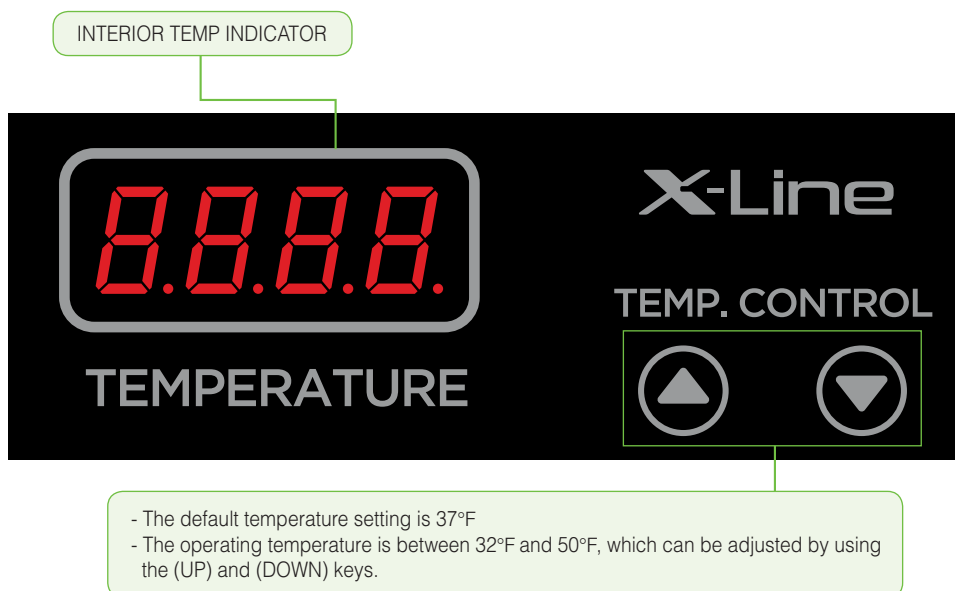 INTERIOR TEMP INDICATOR
8.8.8.8.
X-Line
TEMP. CONTROL
TEMPERATURE
- The default temperature setting is 37°F
- The operating temperature is between 32°F and 50°F, which can be adjusted by using
the (UP) and (DOWN) keys.